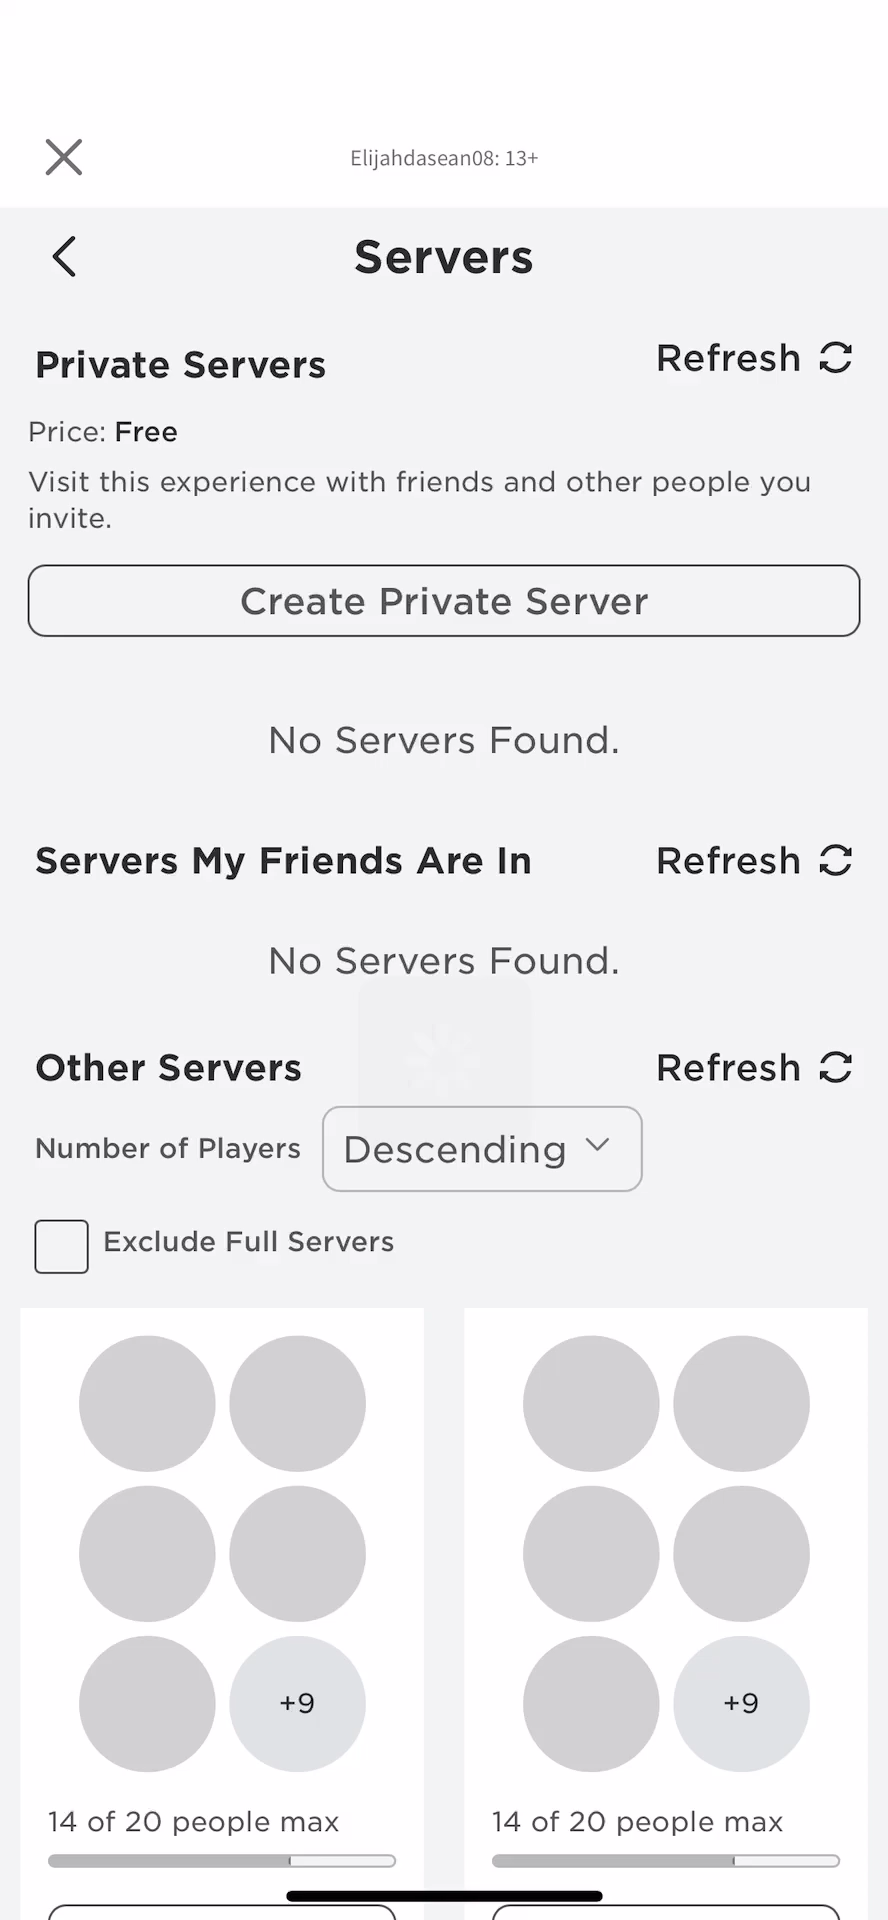 Elijahdasean08: 13+
Servers
Private Servers
Refresh
Price: Free
Visit this experience with friends and other people you
invite.
Create Private Server
No Servers Found.
Servers My Friends Are In
Refresh
No Servers Found.
Other Servers
Refresh
Number of Players
Descending
Exclude Full Servers
+9
+9
14 of 20 people max
14 of 20 people max